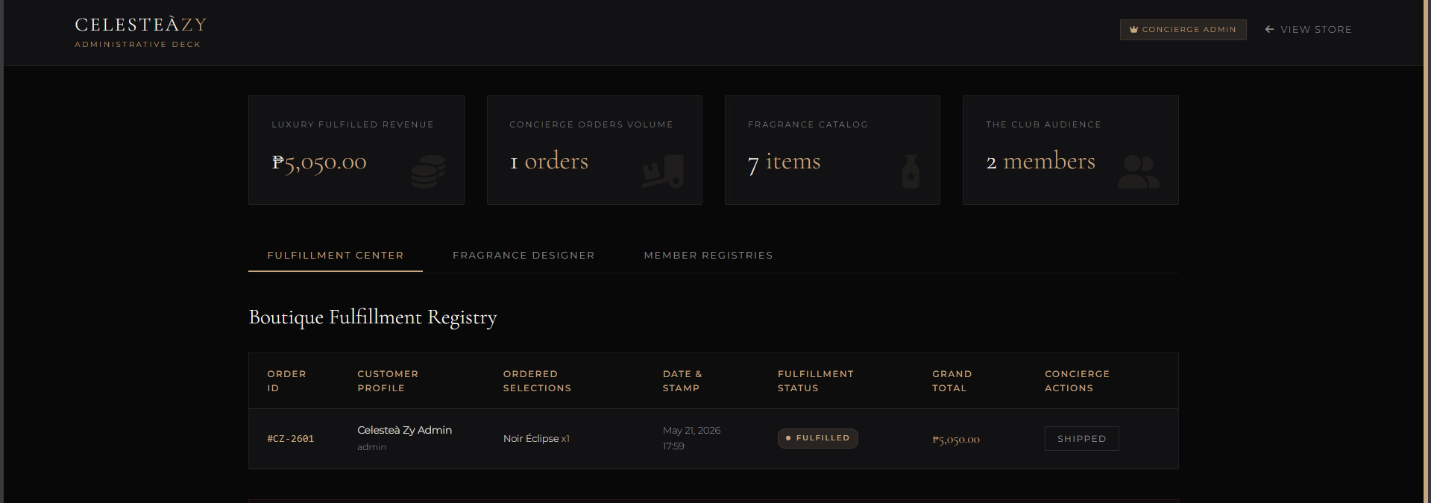 CELESTEÀZY
ADMINISTRATIVE DECK
CONCIERGE ADMIN
← VIEW STORE
LUXURY FULFILLED REVENUE
₱5,050.00
CONCIERGE ORDERS VOLUME
1 orders
FRAGRANCE CATALOG
7 items
THE CLUB AUDIENCE
2 members
FULFILLMENT CENTER
FRAGRANCE DESIGNER
MEMBER REGISTRIES
Boutique Fulfillment Registry
ORDER
ID
CUSTOMER
PROFILE
ORDERED
SELECTIONS
DATE &
STAMP
FULFILLMENT
STATUS
GRAND
TOTAL
CONCIERGE
ACTIONS
#CZ-2601
Celesteà Zy Admin
admin
Noir Éclipse x1
May 21, 2026
17:59
FULFILLED
₱5,050.00
SHIPPED